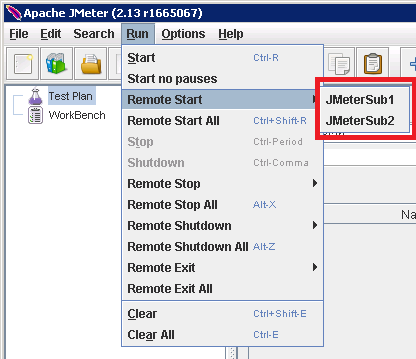 Apache JMeter (2.13 r1665067)
File Edit Search Run Options Help
Test Plan
WorkBench
Start Ctrl-R
Start no pauses
Remote Start
JMeterSub1
JMeterSub2
Remote Start All Ctrl+Shift-R
Stop Ctrl-Period
Shutdown Ctrl-Comma
Remote Stop
Remote Stop All Alt-X
Remote Shutdown
Remote Shutdown All Alt-Z
Remote Exit
Remote Exit All
Clear Ctrl+Shift-E
Clear All Ctrl-E
Na